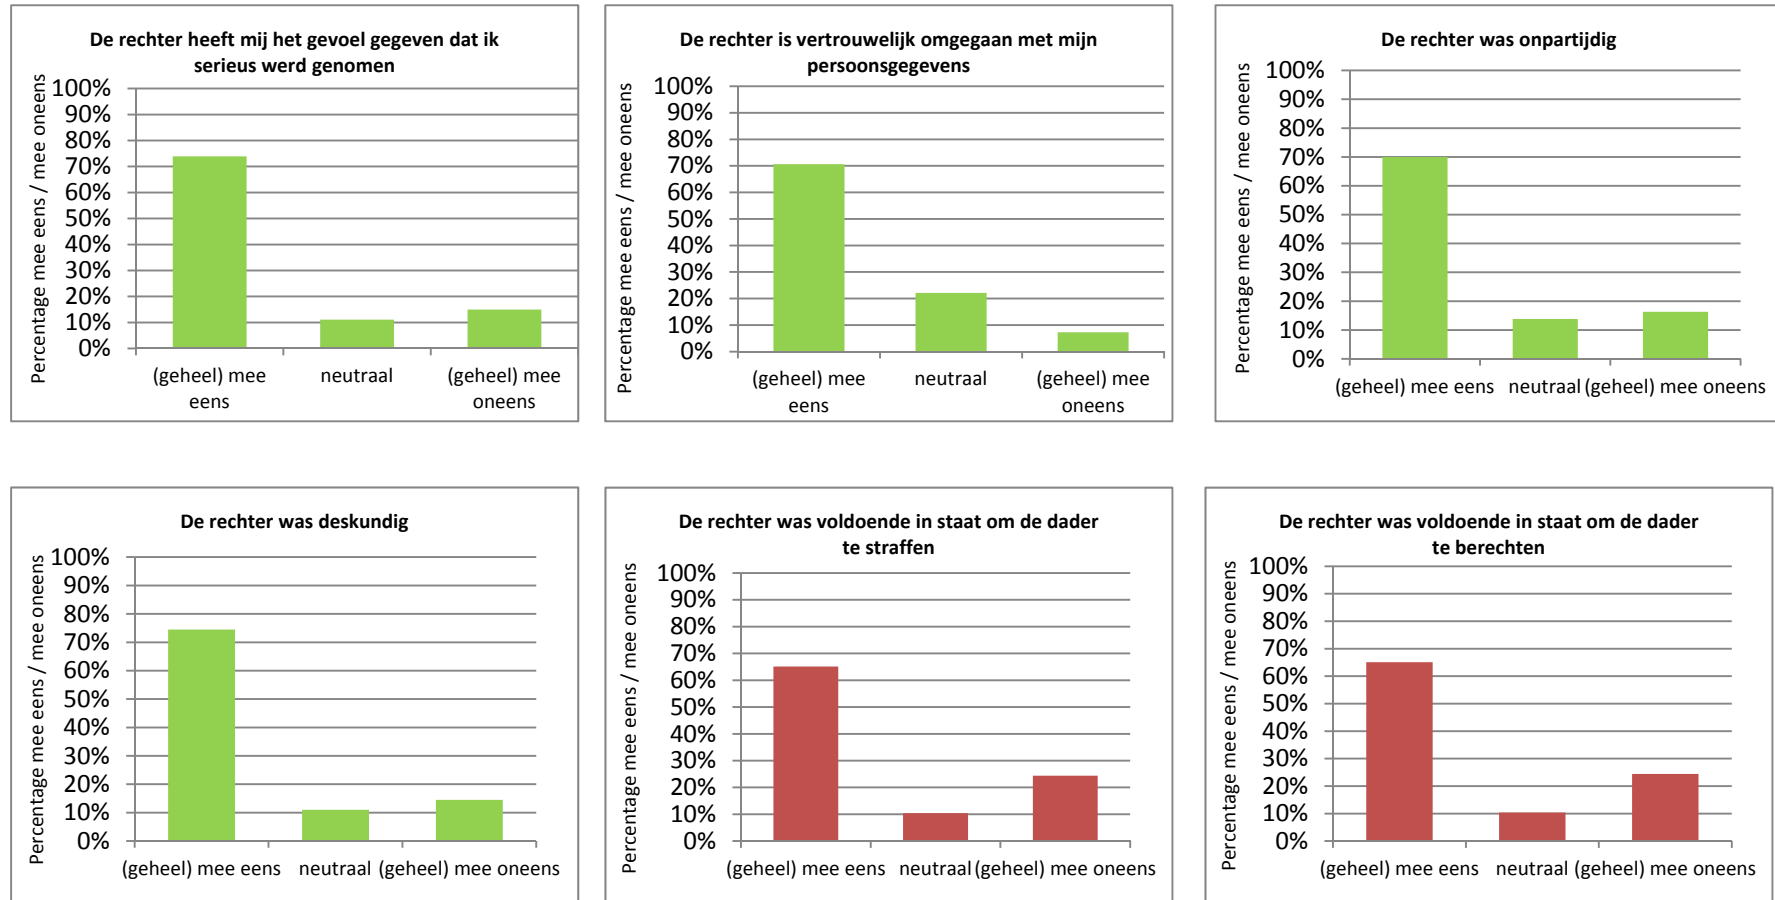 De rechter heeft mij het gevoel gegeven dat ik
serieus werd genomen
Percentage mee eens / mee oneens
100%
90%
80%
70%
60%
50%
40%
30%
20%
10%
0%
(geheel) mee
eens
neutraal
(geheel) mee
oneens
De rechter is vertrouwelijk omgegaan met mijn
persoonsgegevens
Percentage mee eens / mee oneens
100%
90%
80%
70%
60%
50%
40%
30%
20%
10%
0%
(geheel) mee
eens
neutraal
(geheel) mee
oneens
De rechter was onpartijdig
Percentage mee eens / mee oneens
100%
90%
80%
70%
60%
50%
40%
30%
20%
10%
0%
(geheel) mee eens
neutraal
(geheel) mee oneens
De rechter was deskundig
Percentage mee eens / mee oneens
100%
90%
80%
70%
60%
50%
40%
30%
20%
10%
0%
(geheel) mee eens
neutraal
(geheel) mee oneens
De rechter was voldoende in staat om de dader
te straffen
Percentage mee eens / mee oneens
100%
90%
80%
70%
60%
50%
40%
30%
20%
10%
0%
(geheel) mee eens
neutraal
(geheel) mee oneens
De rechter was voldoende in staat om de dader
te berechten
Percentage mee eens / mee oneens
100%
90%
80%
70%
60%
50%
40%
30%
20%
10%
0%
(geheel) mee eens
neutraal
(geheel) mee oneens